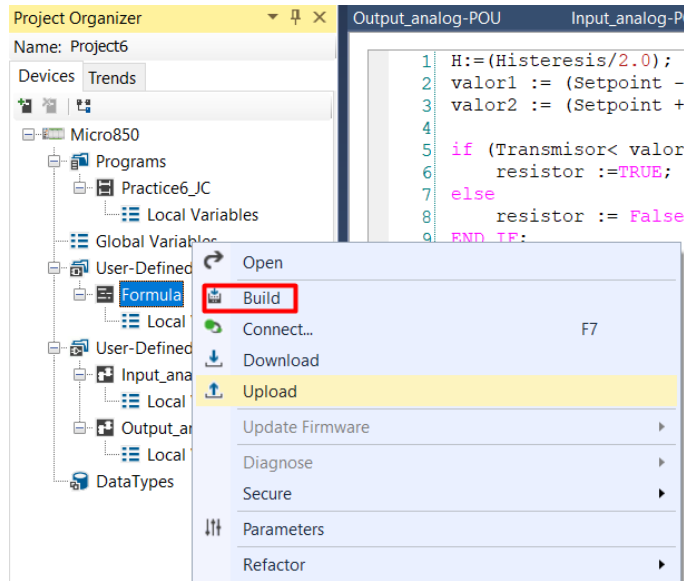 Project Organizer
Name: Project6
Devices Trends
Micro850
Programs
Practice6_JC
Local Variables
Global Variables
User-Defined
Formula
Local
User-Defined
Input_ana
Local
Output_ar
Local
DataTypes
Output_analog-POU Input_analog-P
1 H:=(Histeresis/2.0);
2 valor1 := (Setpoint -
3 valor2 := (Setpoint +
4
5 if (Transmisor< valor
6 resistor :=TRUE;
7 else
8 resistor := False
9 END_IF;
Open
Build
Connect... F7
Download
Upload
Update Firmware
Diagnose
Secure
Parameters
Refactor